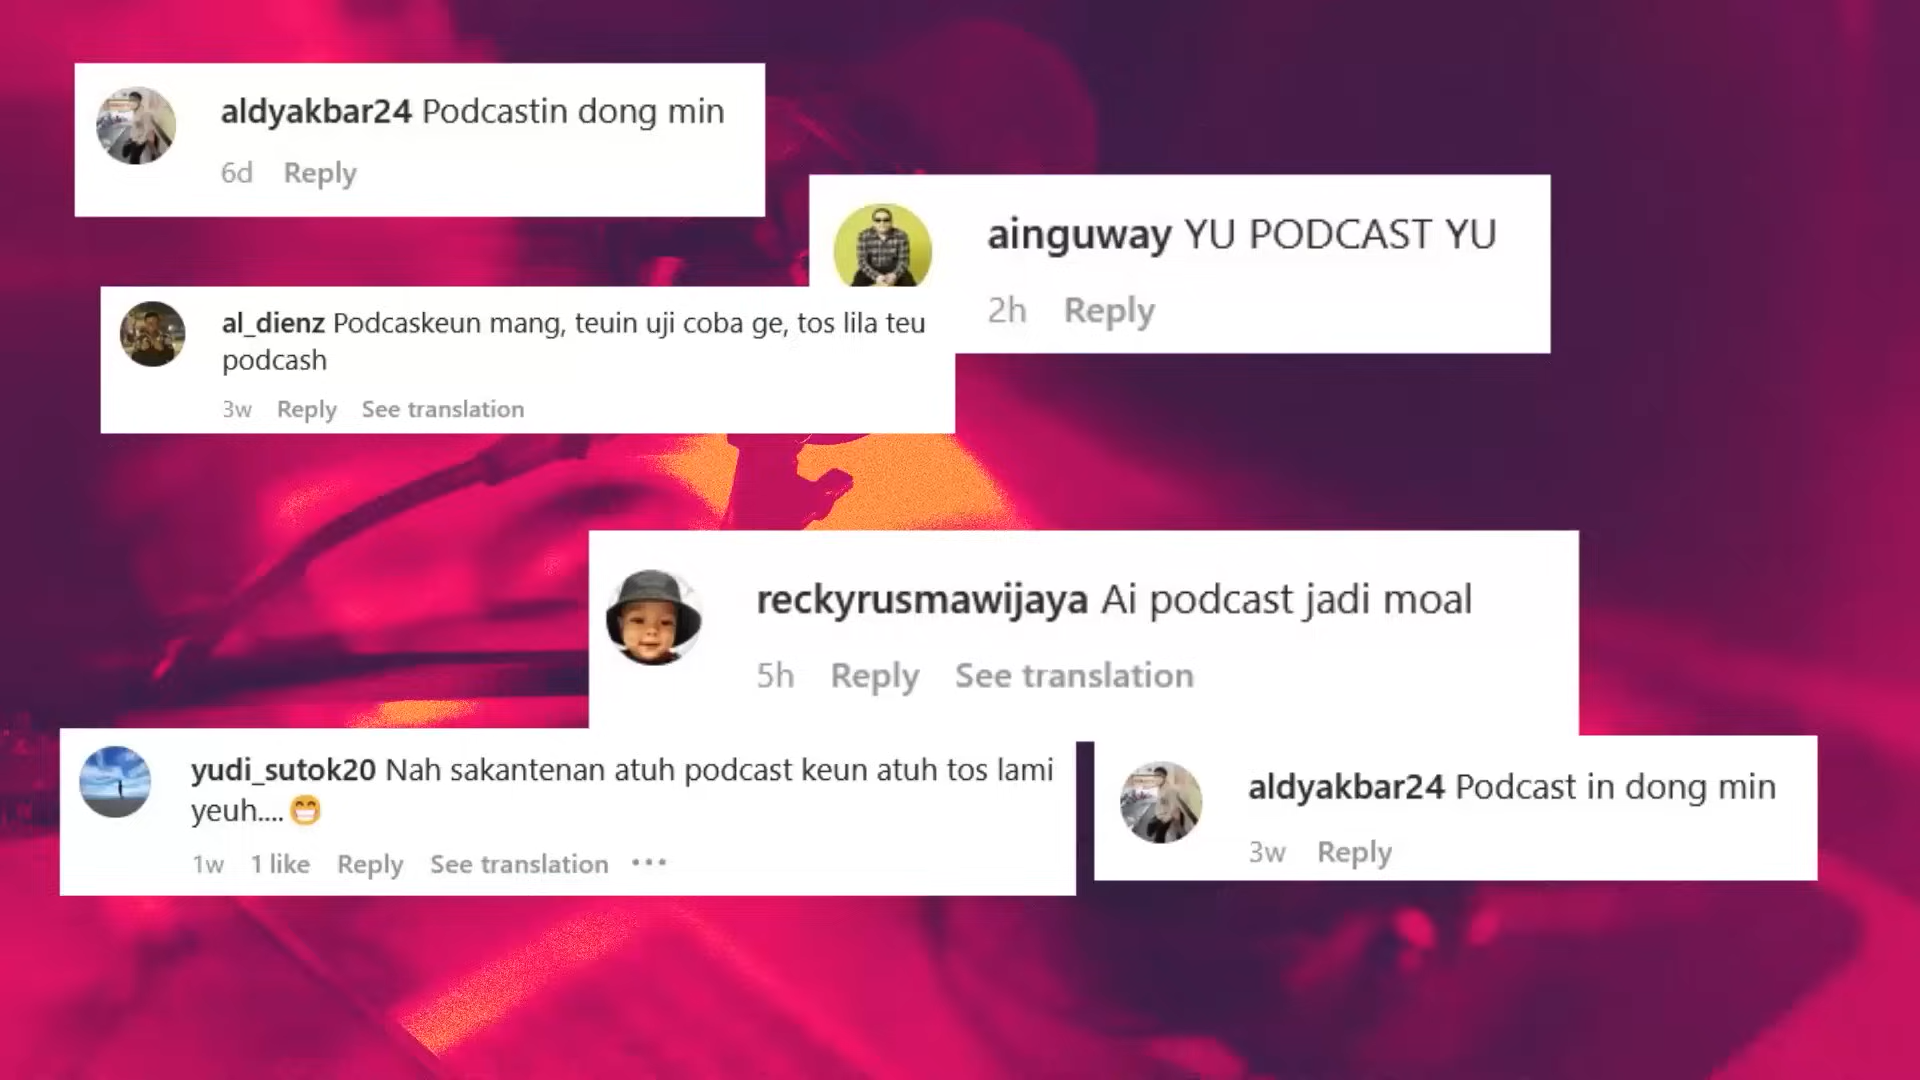 aldyakbar24 Podcastin dong min
6d Reply
ainguway YU PODCAST YU
2h Reply
al_dienz Podcaskeun mang, teuin uji coba ge, tos lila teu
podcash
3w Reply See translation
reckyrusmawijaya Ai podcast jadi moal
5h Reply See translation
yudi_sutok20 Nah sakantenan atuh podcast keun atuh tos lami
yeuh.... 😁
1w 1 like Reply See translation •••
aldyakbar24 Podcast in dong min
3w Reply